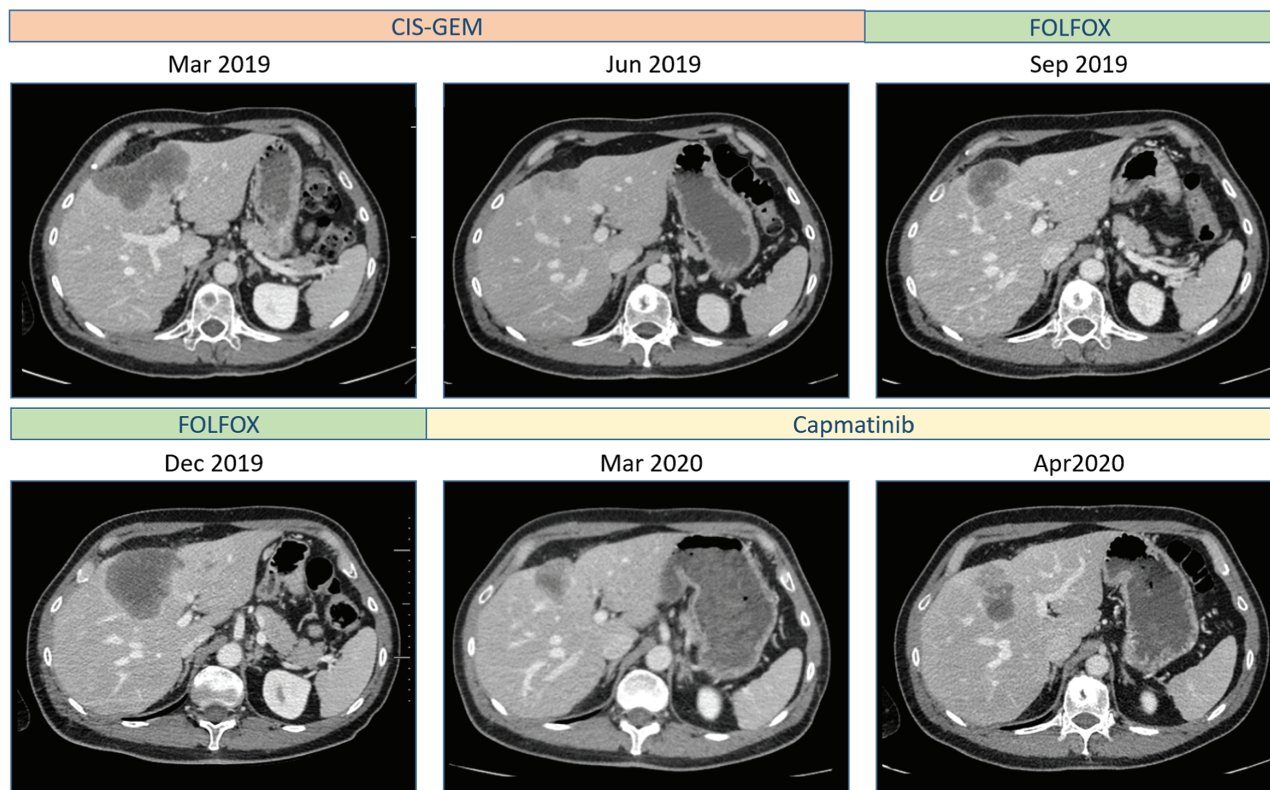 CIS-GEM
FOLFOX
Mar 2019
Jun 2019
Sep 2019
FOLFOX
Capmatinib
Dec 2019
Mar 2020
Apr2020